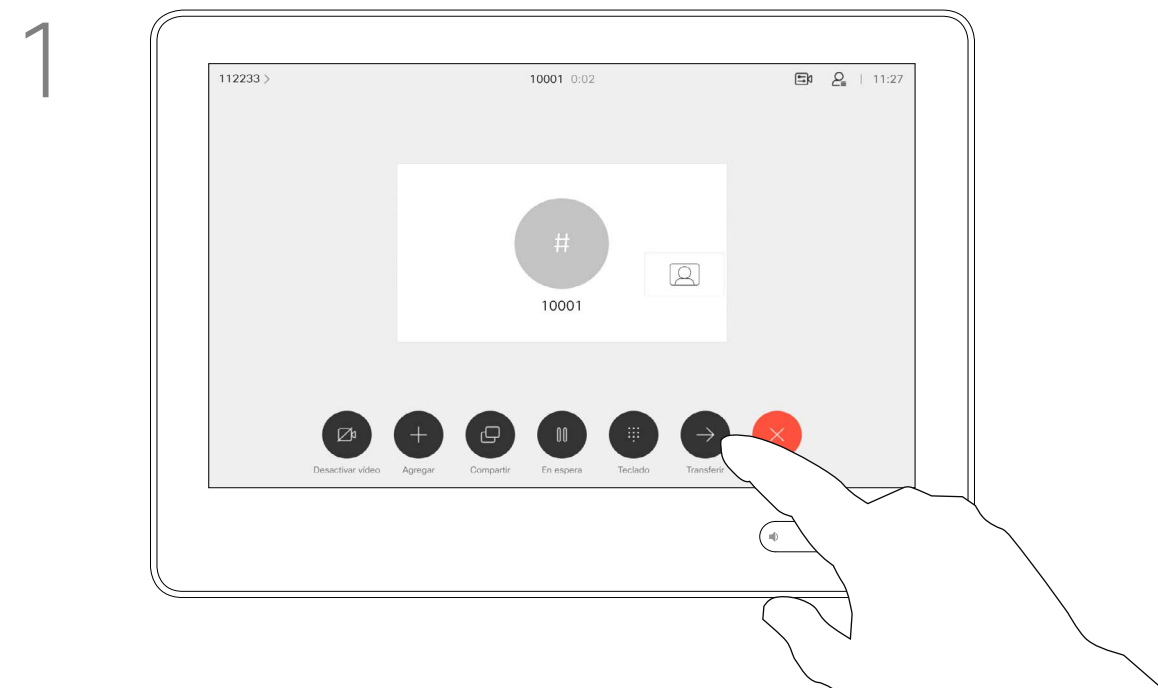 1
112233 >
10001 0:02
11:27
#
10001
Desactivar vídeo
Agregar
Compartir
En espera
Teclado
Transferir